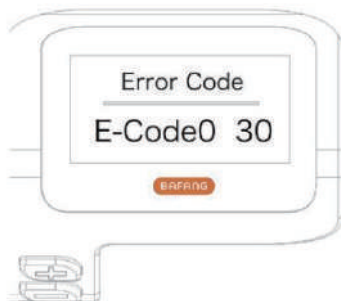 Error Code
E-Code0 30
BAFANG
+
-